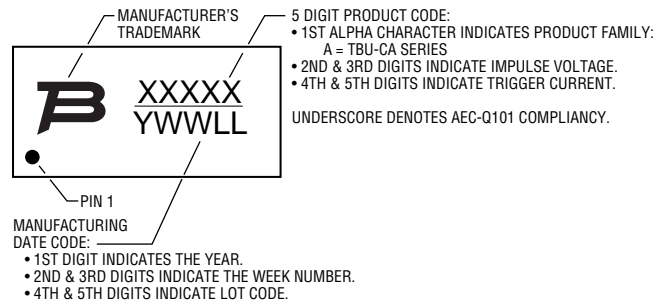 MANUFACTURER'S
TRADEMARK
5 DIGIT PRODUCT CODE:
• 1ST ALPHA CHARACTER INDICATES PRODUCT FAMILY:
A = TBU-CA SERIES
• 2ND & 3RD DIGITS INDICATE IMPULSE VOLTAGE.
• 4TH & 5TH DIGITS INDICATE TRIGGER CURRENT.
UNDERSCORE DENOTES AEC-Q101 COMPLIANCY.
B
XXXXX
YWWLL
PIN 1
MANUFACTURING
DATE CODE:
• 1ST DIGIT INDICATES THE YEAR.
• 2ND & 3RD DIGITS INDICATE THE WEEK NUMBER.
• 4TH & 5TH DIGITS INDICATE LOT CODE.